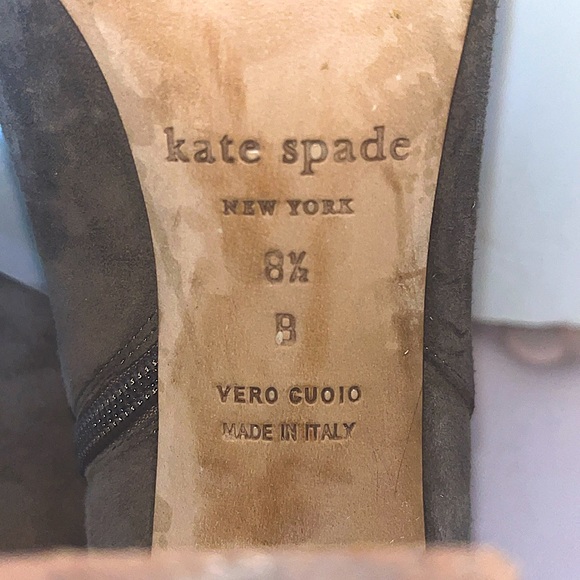 kate spade
NEW YORK
8½
B
VERO CUOIO
MADE IN ITALY